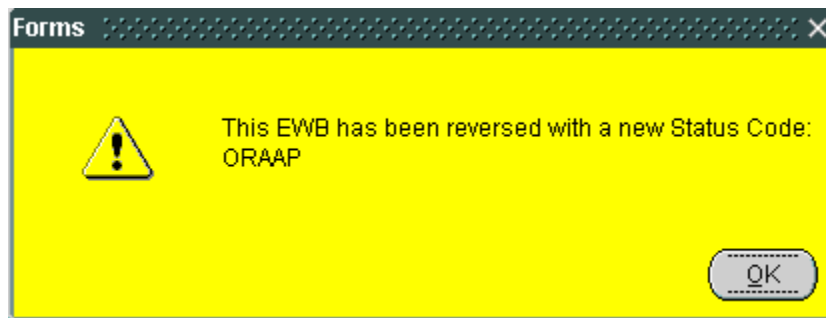 Forms
This EWB has been reversed with a new Status Code:
ORAAP
OK